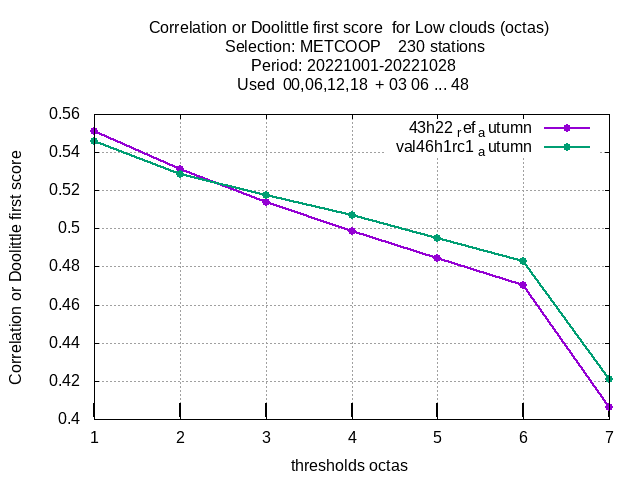 Correlation or Doolittle first score  for Low clouds (octas)
Selection: METCOOP    230 stations
Period: 20221001-20221028
Used  00,06,12,18  + 03 06 ... 48
43h22 ref a utumn
val46h1rc1 a utumn
Correlation or Doolittle first score
0.56
0.54
0.52
0.5
0.48
0.46
0.44
0.42
0.4
1 2 3 4 5 6 7
thresholds octas